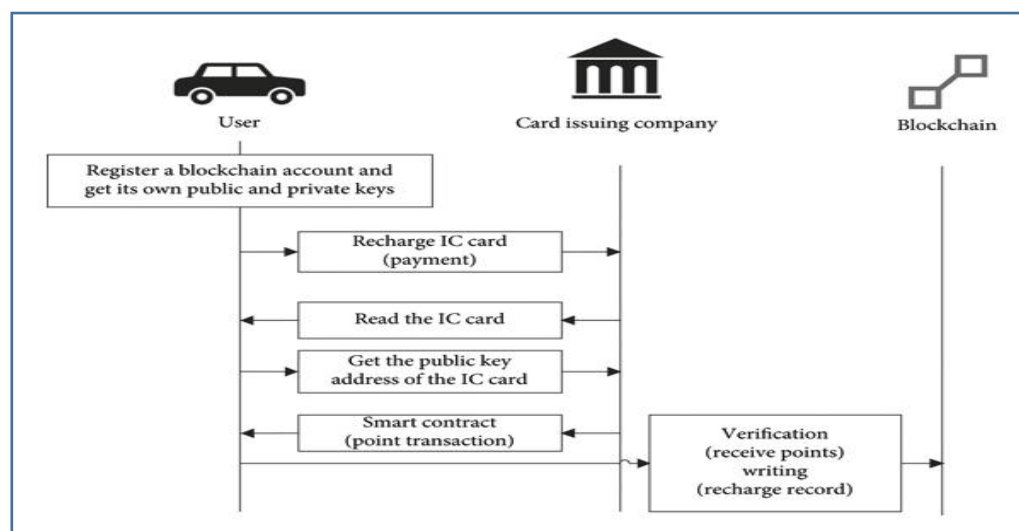 User
Card issuing company
Blockchain
Register a blockchain account and
get its own public and private keys
Recharge IC card
(payment)
Read the IC card
Get the public key
address of the IC card
Smart contract
(point transaction)
Verification
(receive points)
writing
(recharge record)